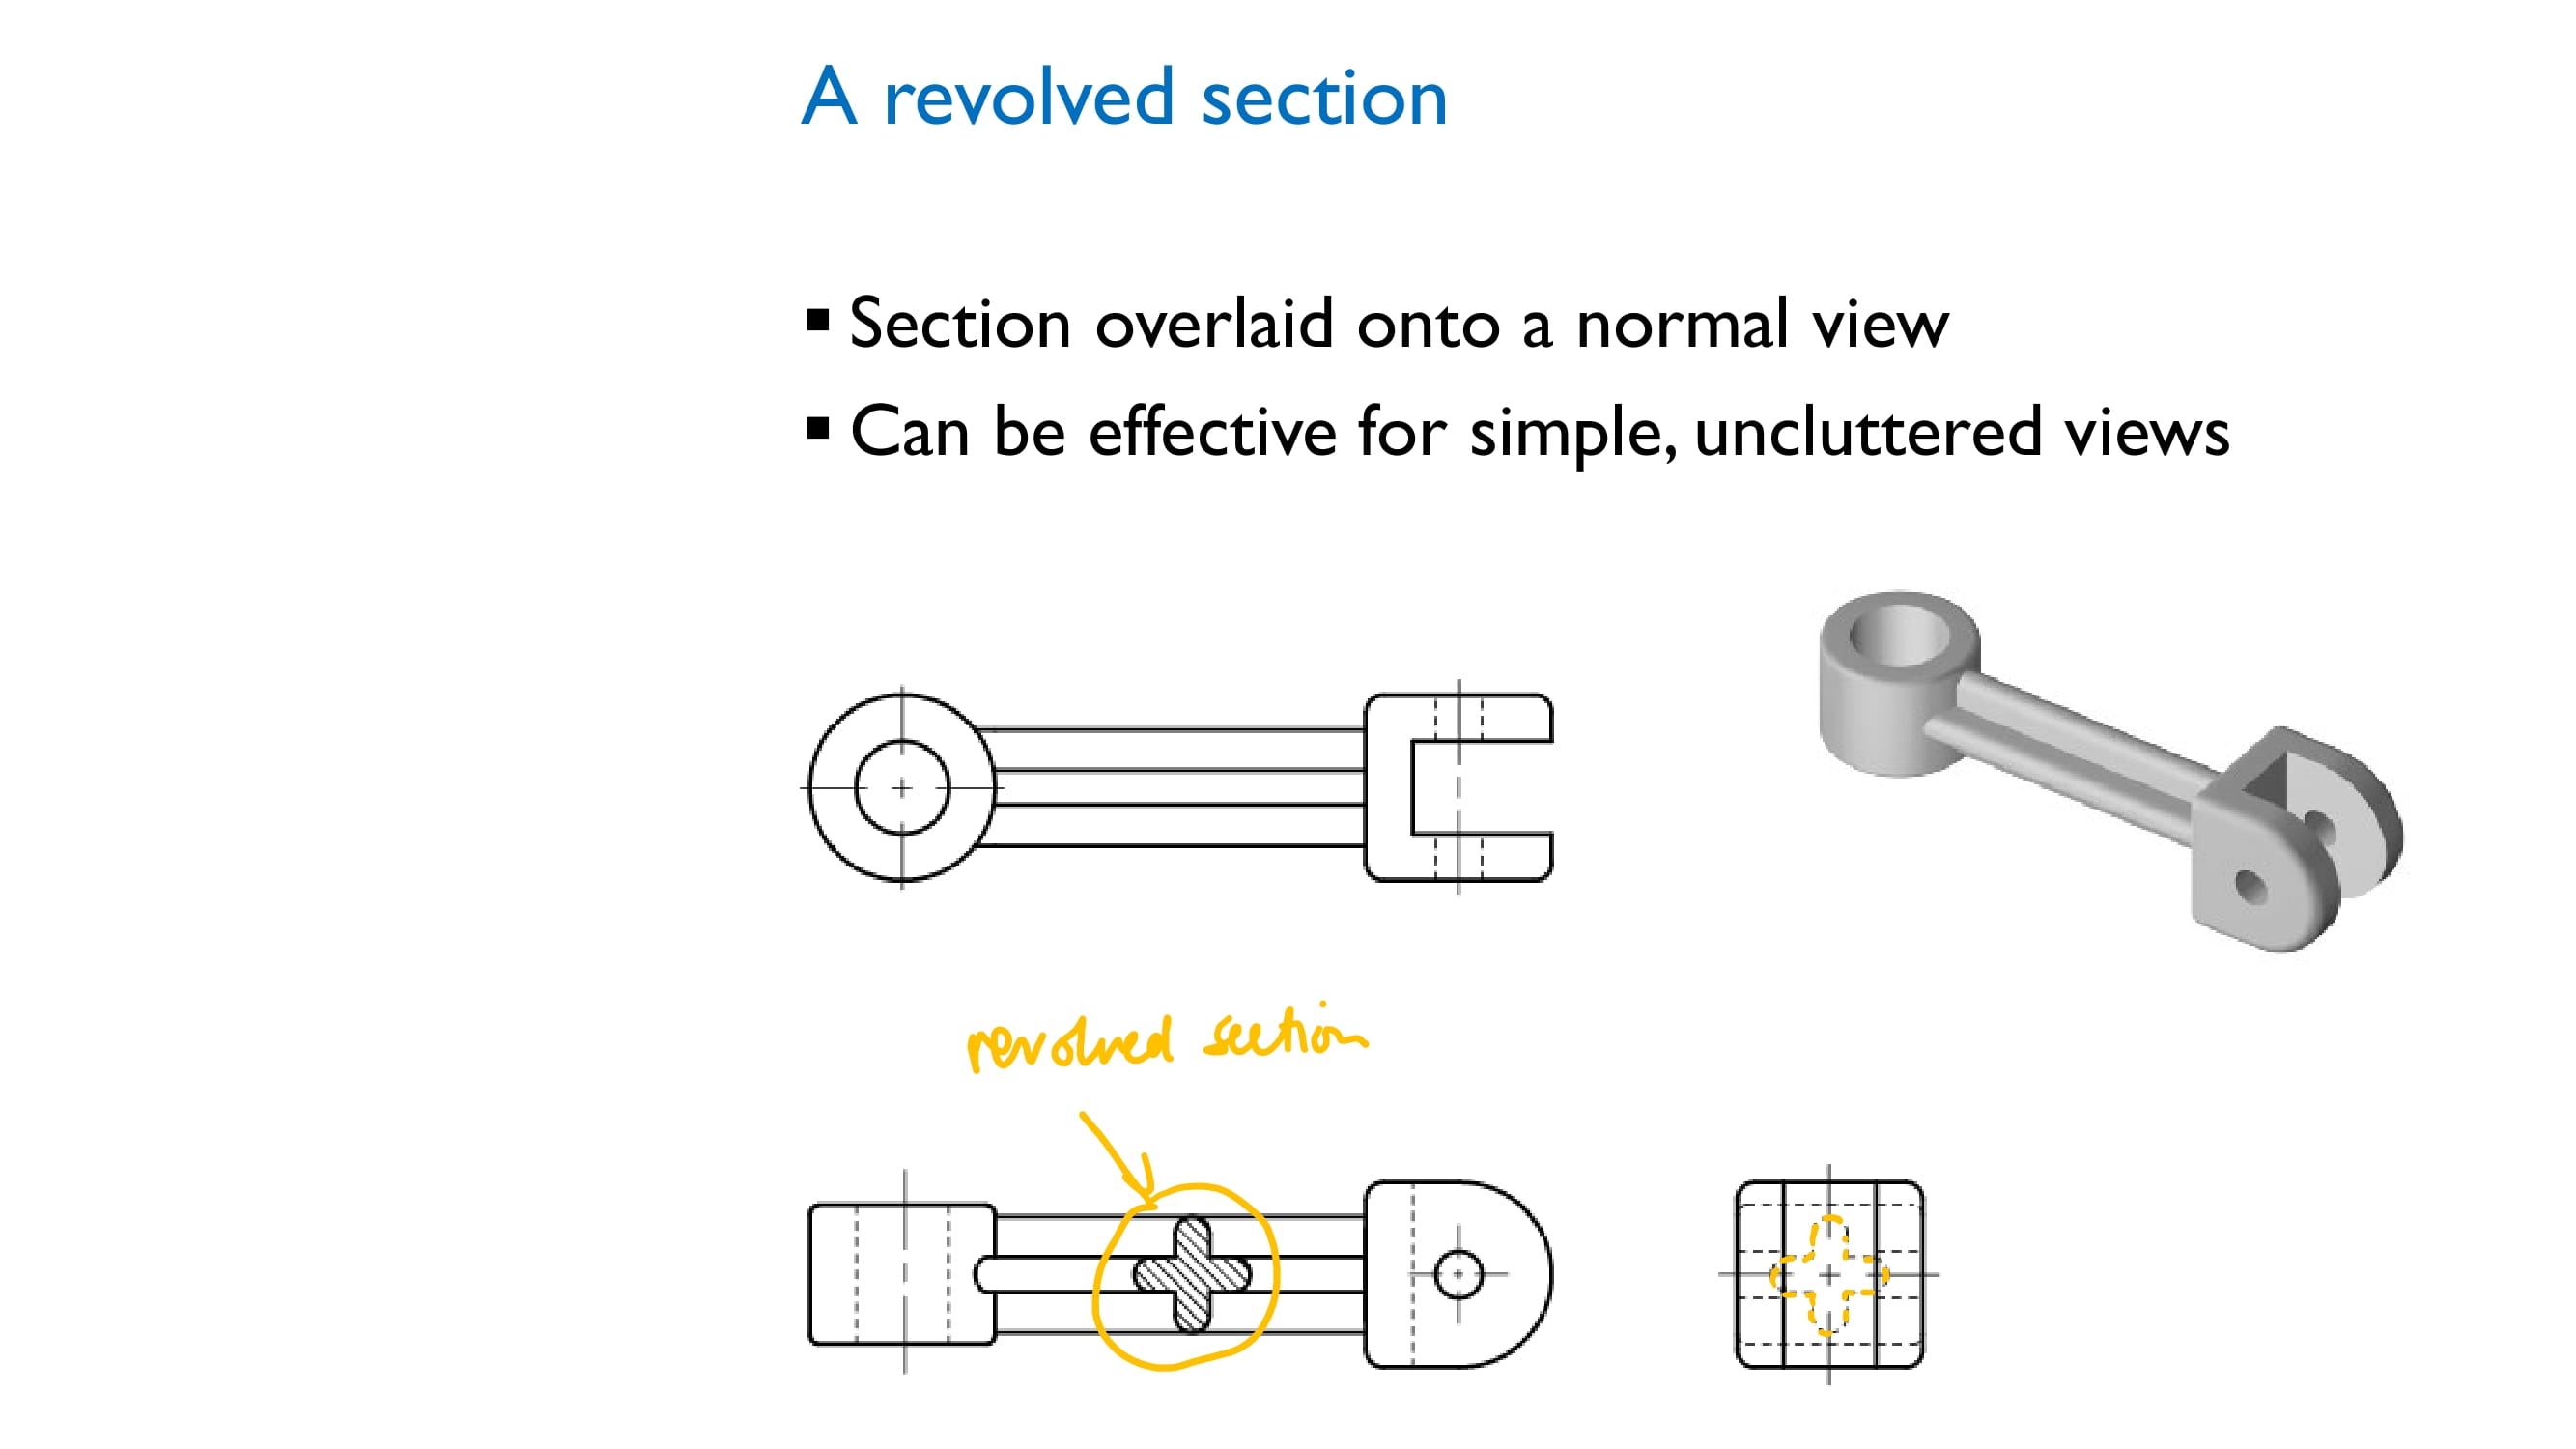 A revolved section
▪ Section overlaid onto a normal view
▪ Can be effective for simple, uncluttered views
revolved section